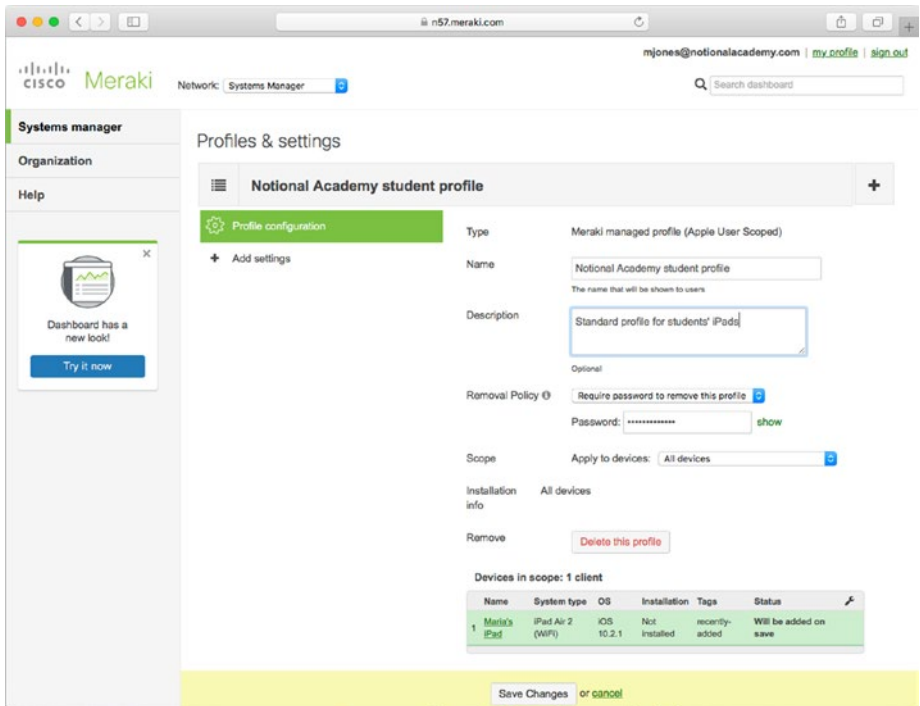 n57.meraki.com
mjones@notionalacademy.com | my profile | sign out
CISCO Meraki
Network: Systems Manager
Search dashboard
Systems manager
Organization
Help
Profiles & settings
Notional Academy student profile
Profile configuration
+ Add settings
Dashboard has a
new look!
Try it now
Type Meraki managed profile (Apple User Scoped)
Name Notional Academy student profile
The name that will be shown to users
Description Standard profile for students' iPads
Optional
Removal Policy Require password to remove this profile
Password: ••••••••••••• show
Scope Apply to devices: All devices
Installation All devices
info
Remove Delete this profile
Devices in scope: 1 client
Name System type OS Installation Tags Status
1 Maria's iPad Air 2 iOS Not recently- Will be added on
iPad (WiFi) 10.2.1 installed added save
Save Changes or cancel